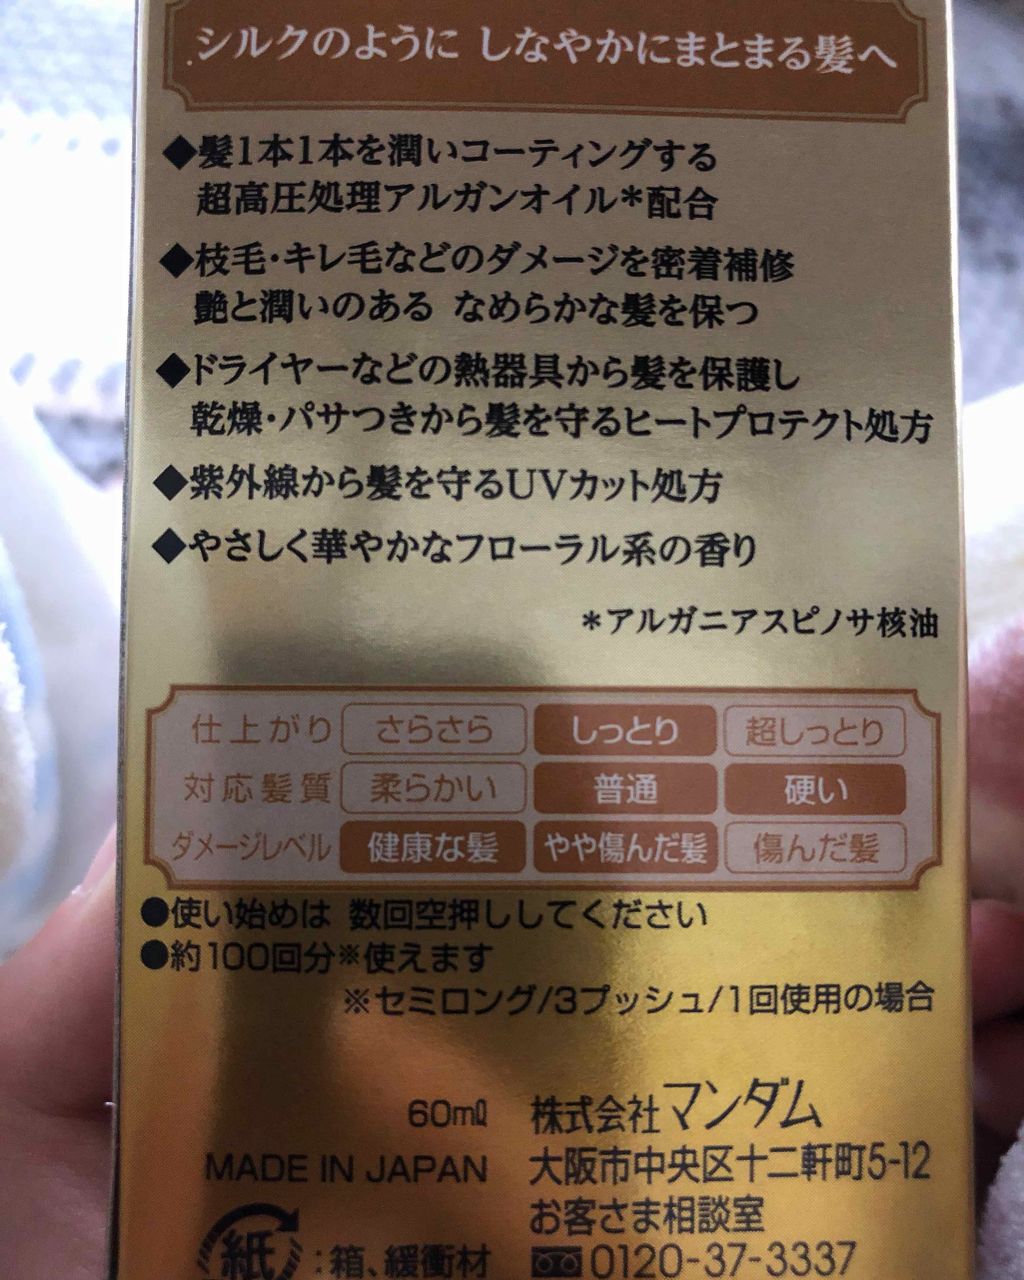 シルクのように しなやかにまとまる髪へ
◆髪1本1本を潤いコーティングする
超高圧処理アルガンオイル＊配合
◆枝毛・キレ毛などのダメージを密着補修
艶と潤いのある なめらかな髪を保つ
◆ドライヤーなどの熱器具から髪を保護し
乾燥・パサつきから髪を守るヒートプロテクト処方
◆紫外線から髪を守るUVカット処方
◆やさしく華やかなフローラル系の香り
＊アルガニアスピノサ核油
仕上がり さらさら しっとり 超しっとり
対応髪質 柔らかい 普通 硬い
ダメージレベル 健康な髪 やや傷んだ髪 傷んだ髪
●使い始めは 数回空押ししてください
●約100回分※使えます
※セミロング/3プッシュ/1回使用の場合
60mℓ 株式会社マンダム
MADE IN JAPAN 大阪市中央区十二軒町5-12
お客さま相談室
紙:箱、緩衝材 0120-37-3337